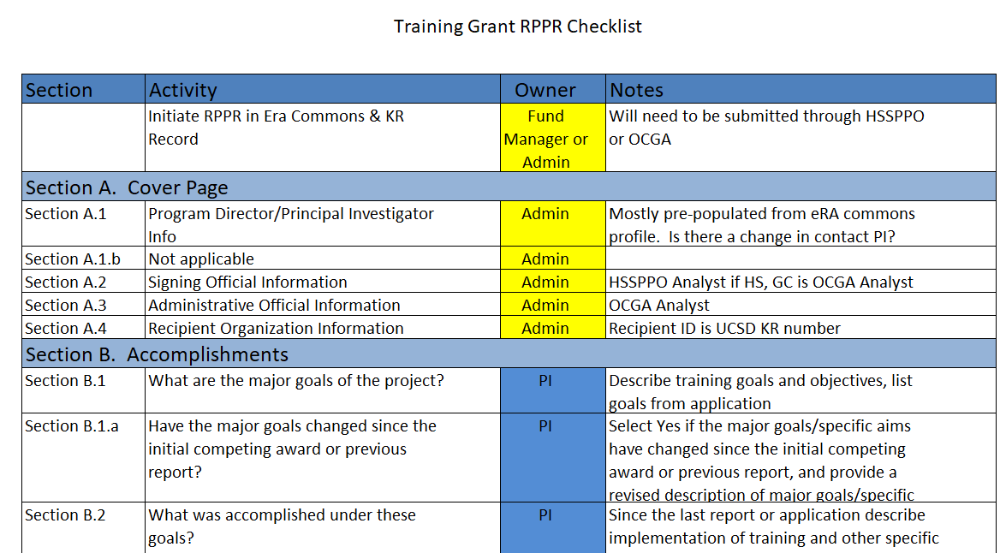 Training Grant RPPR Checklist
Section Activity Owner Notes
Initiate RPPR in Era Commons & KR
Record
Fund
Manager or
Admin
Will need to be submitted through HSSPPO
or OCGA
Section A. Cover Page
Section A.1
Program Director/Principal Investigator
Info
Admin
Mostly pre-populated from eRA commons
profile. Is there a change in contact PI?
Section A.1.b Not applicable Admin
Section A.2 Signing Official Information Admin HSSPPO Analyst if HS, GC is OCGA Analyst
Section A.3 Administrative Official Information Admin OCGA Analyst
Section A.4 Recipient Organization Information Admin Recipient ID is UCSD KR number
Section B. Accomplishments
Section B.1
What are the major goals of the project?
PI
Describe training goals and objectives, list
goals from application
Section B.1.a
Have the major goals changed since the
initial competing award or previous
report?
PI
Select Yes if the major goals/specific aims
have changed since the initial competing
award or previous report, and provide a
revised description of major goals/specific
Section B.2
What was accomplished under these
goals?
PI
Since the last report or application describe
implementation of training and other specific